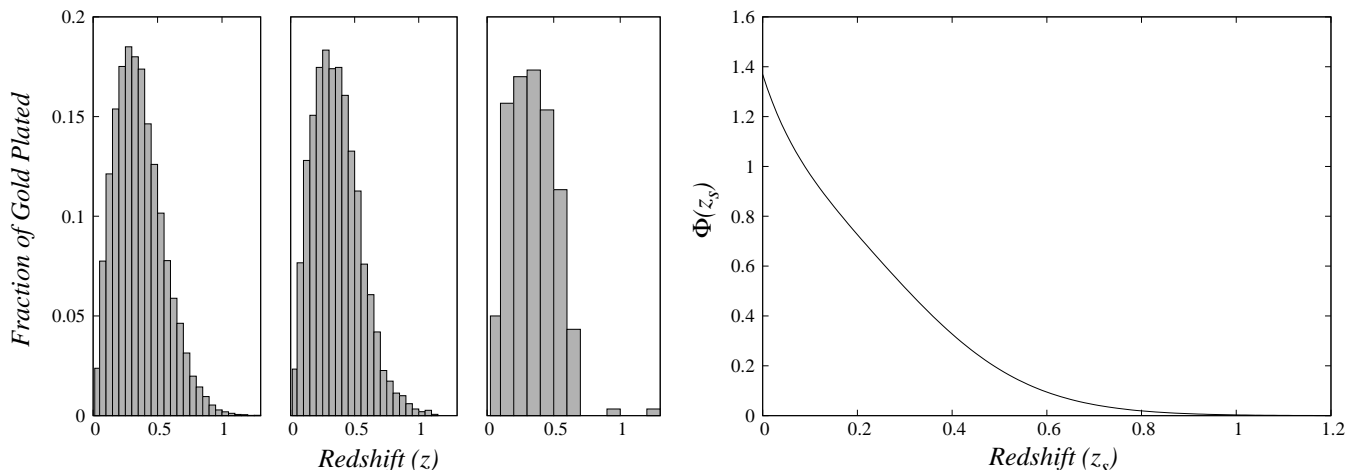 Fraction of Gold Plated
0.2
0.15
0.1
0.05
0
0 0.5 1
0 0.5 1
0 0.5 1
Redshift (z)
Φ(z_s)
1.6
1.4
1.2
1
0.8
0.6
0.4
0.2
0
0 0.2 0.4 0.6 0.8 1 1.2
Redshift (z_s)